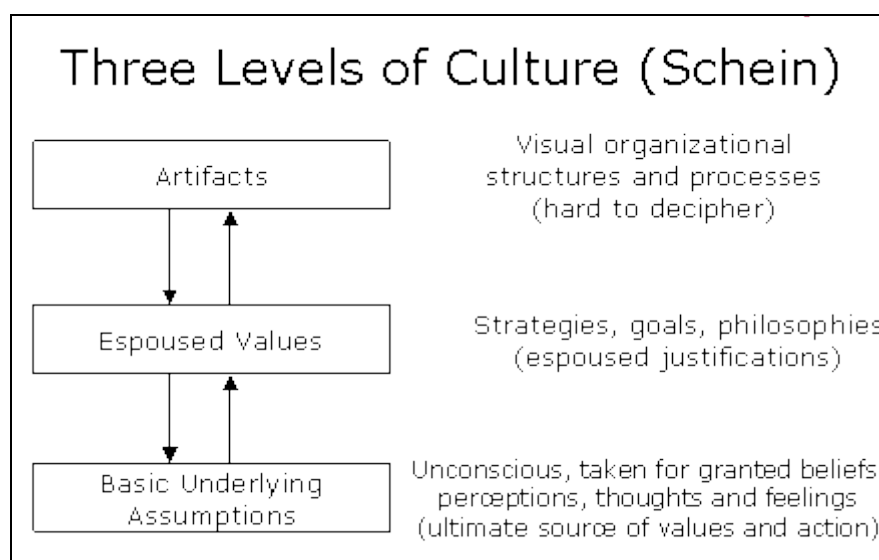 Three Levels of Culture (Schein)
Artifacts
Visual organizational
structures and processes
(hard to decipher)
Espoused Values
Strategies, goals, philosophies
(espoused justifications)
Basic Underlying
Assumptions
Unconscious, taken for granted beliefs
perceptions, thoughts and feelings
(ultimate source of values and action)